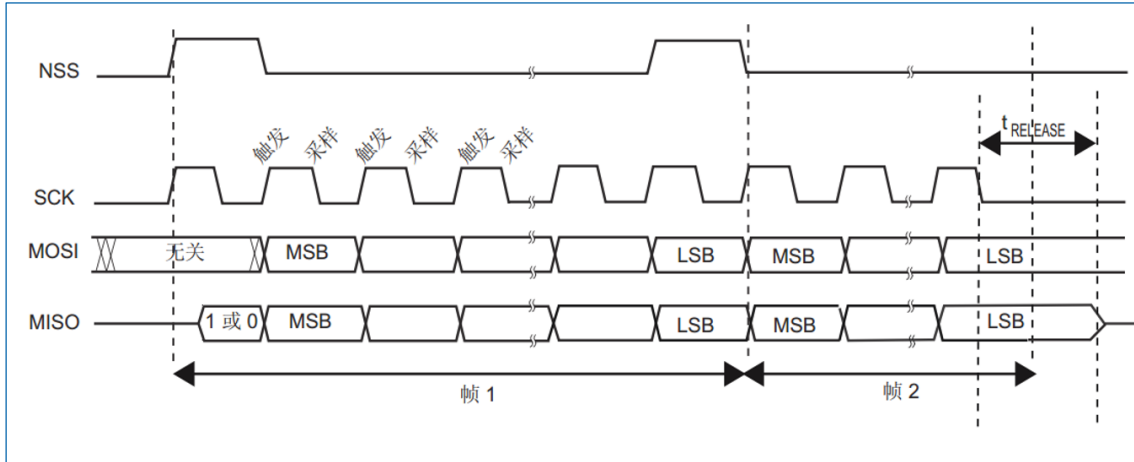 NSS
t RELEASE
触发 采样 触发 采样 触发 采样
SCK
MOSI 无关 MSB LSB MSB LSB
MISO 1 或 0 MSB LSB MSB LSB
帧 1 帧 2